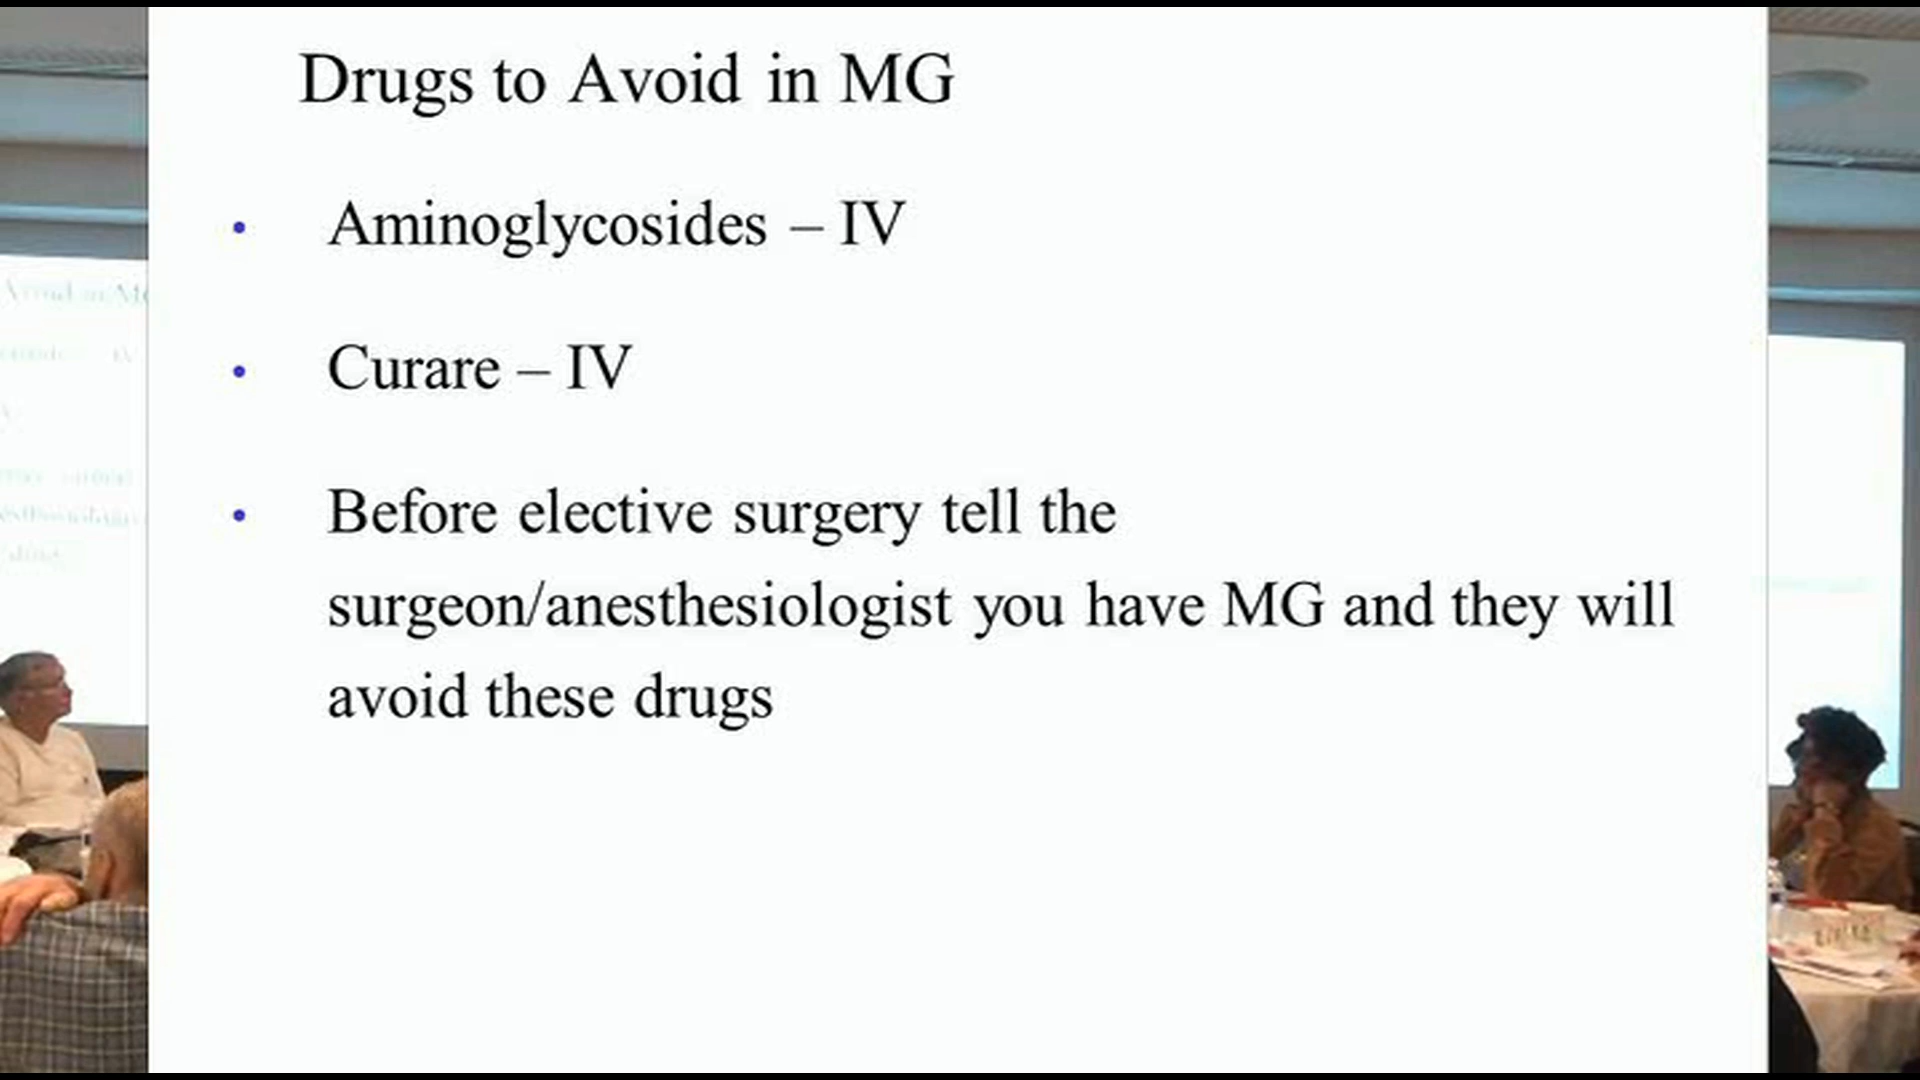 Drugs to Avoid in MG
• Aminoglycosides – IV
• Curare – IV
• Before elective surgery tell the
surgeon/anesthesiologist you have MG and they will
avoid these drugs